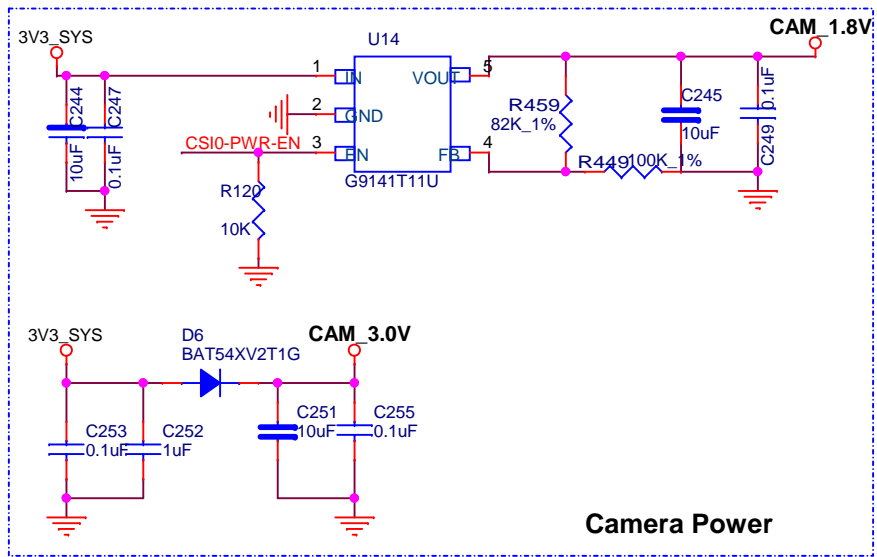 3V3_SYS
U14
CAM_1.8V
1
IN
VOUT
5
2
GND
CSI0-PWR-EN
3
EN
FB
4
G9141T11U
C244
10uF
C247
0.1uF
R120
10K
R459
82K_1%
R449
100K_1%
C245
10uF
C249
0.1uF
3V3_SYS
D6
BAT54XV2T1G
CAM_3.0V
C253
0.1uF
C252
1uF
C251
10uF
C255
0.1uF
Camera Power